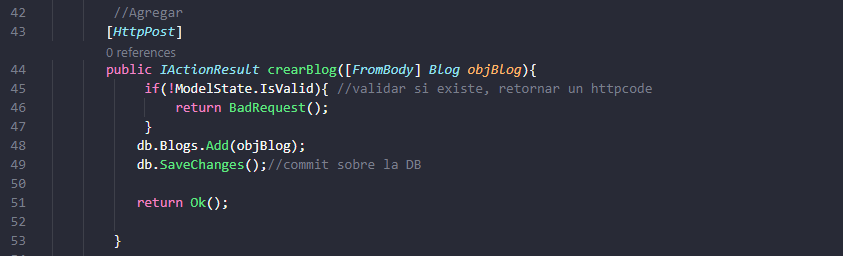 42 //Agregar
43 [HttpPost]
0 references
44 public IActionResult crearBlog([FromBody] Blog objBlog){
45 if(!ModelState.IsValid){ //validar si existe, retornar un httpcode
46 return BadRequest();
47 }
48 db.Blogs.Add(objBlog);
49 db.SaveChanges();//commit sobre la DB
50
51 return Ok();
52
53 }